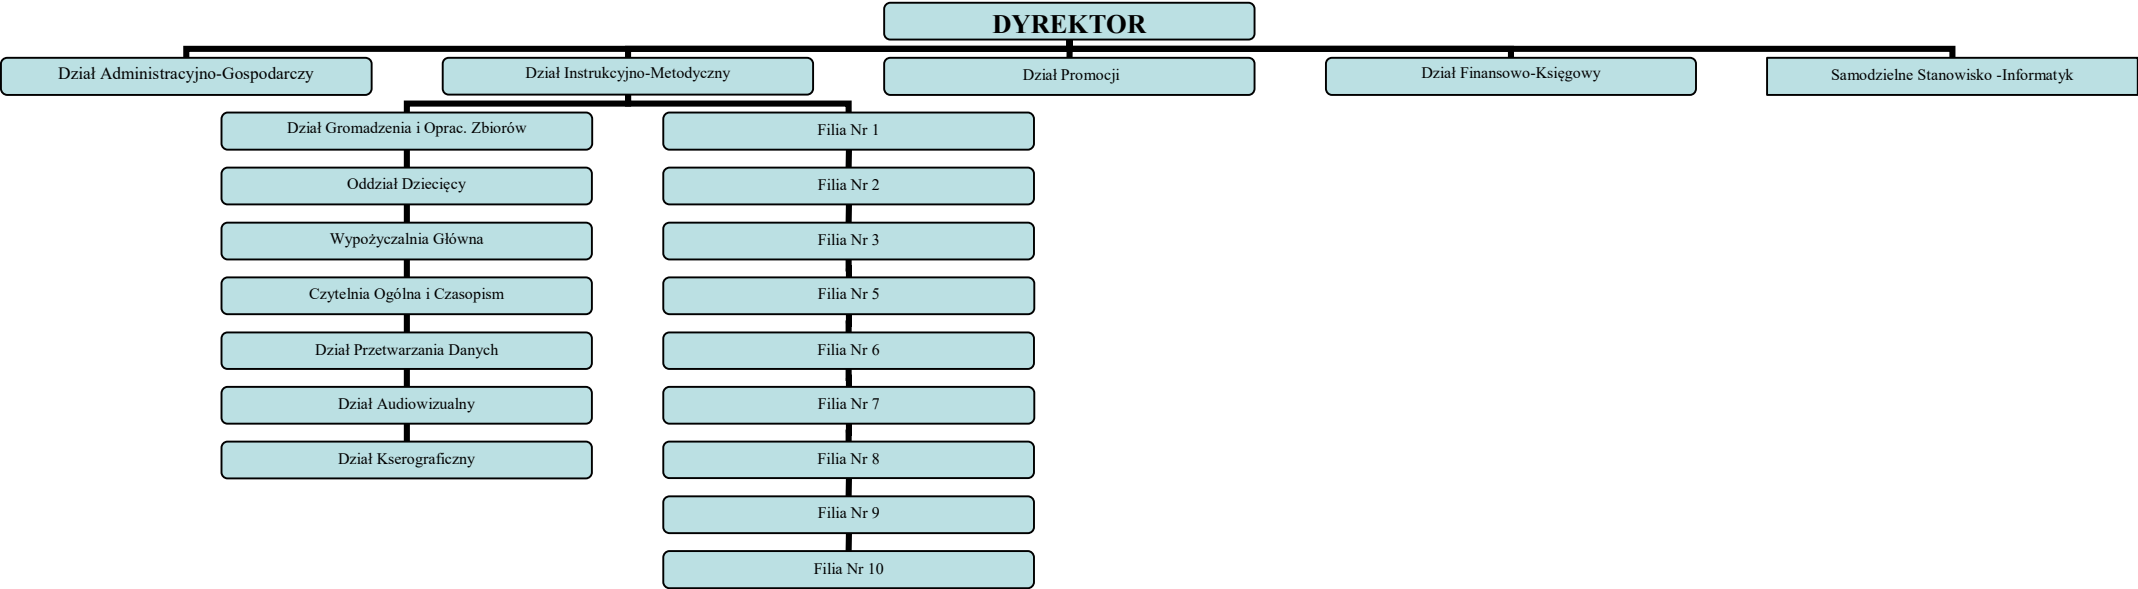 DYREKTOR
Dział Administracyjno-Gospodarczy
Dział Instrukcyjno-Metodyczny
Dział Promocji
Dział Finansowo-Księgowy
Samodzielne Stanowisko -Informatyk
Dział Gromadzenia i Oprac. Zbiorów
Oddział Dziecięcy
Wypożyczalnia Główna
Czytelnia Ogólna i Czasopism
Dział Przetwarzania Danych
Dział Audiowizualny
Dział Kserograficzny
Filia Nr 1
Filia Nr 2
Filia Nr 3
Filia Nr 5
Filia Nr 6
Filia Nr 7
Filia Nr 8
Filia Nr 9
Filia Nr 10